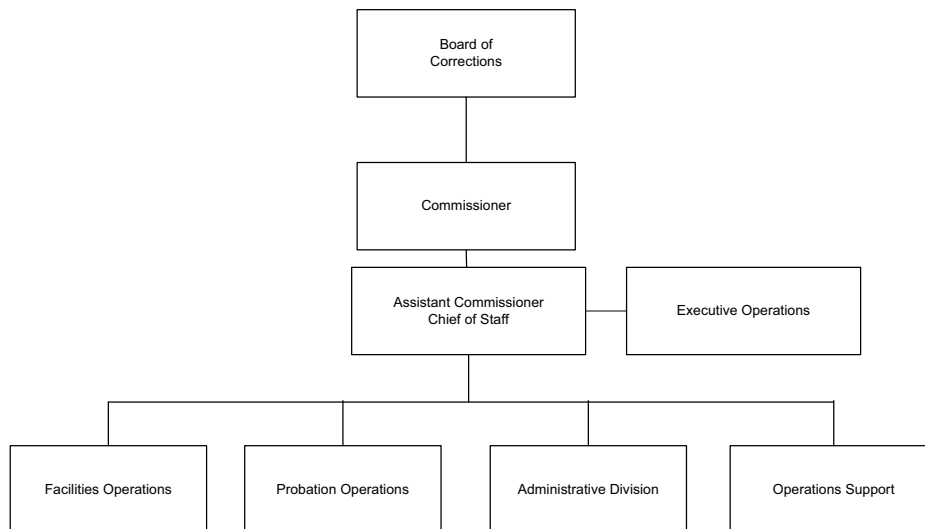 Board of
Corrections
Commissioner
Assistant Commissioner
Chief of Staff
Executive Operations
Facilities Operations
Probation Operations
Administrative Division
Operations Support